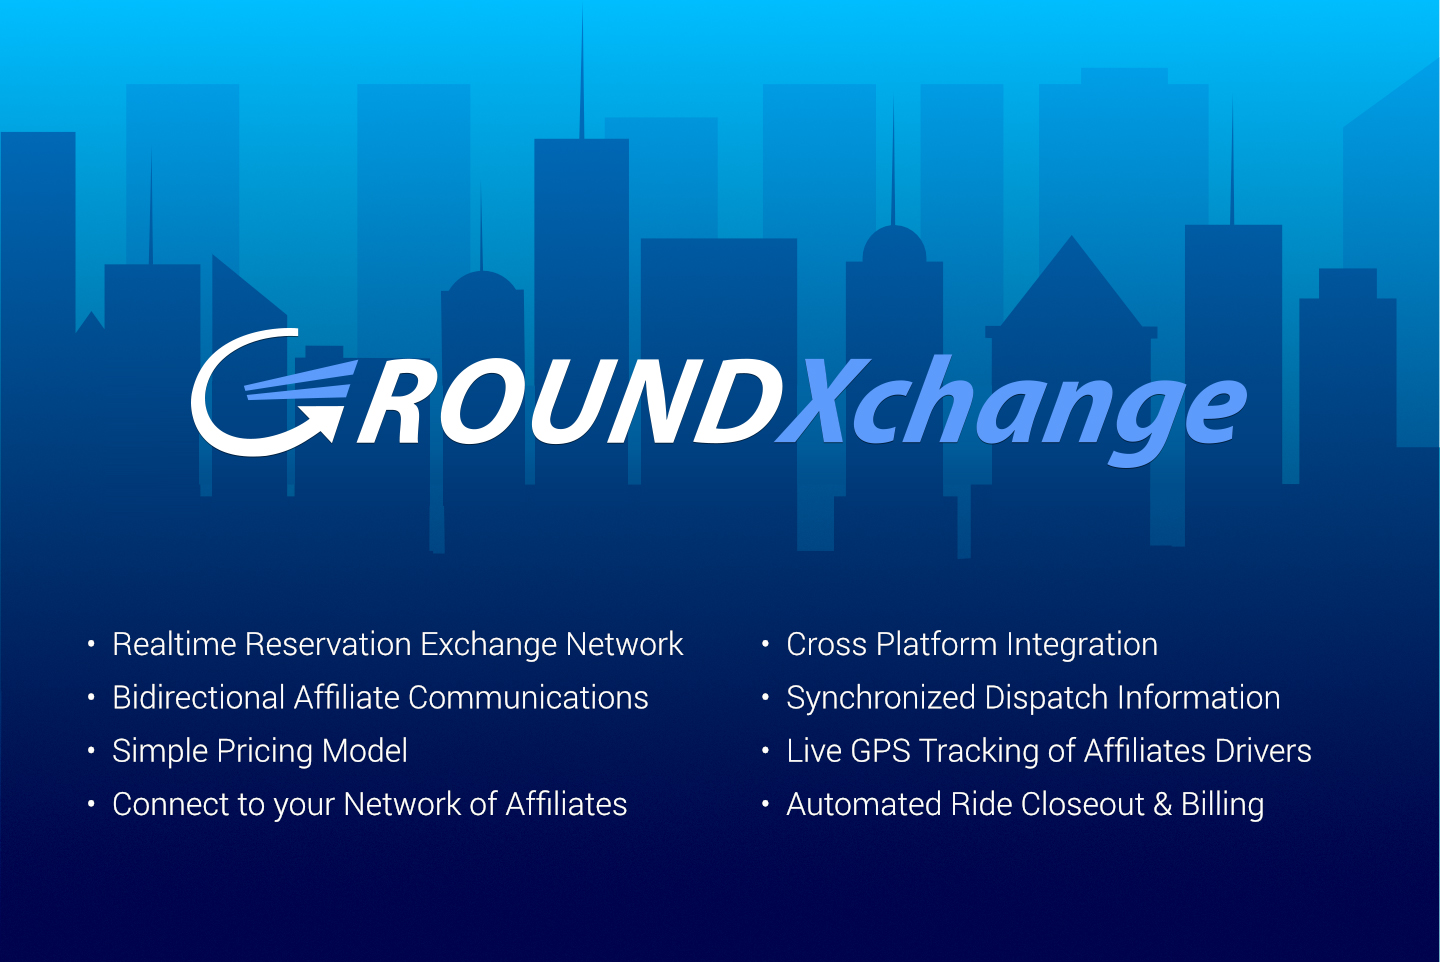 GROUNDXchange
• Realtime Reservation Exchange Network
• Bidirectional Affiliate Communications
• Simple Pricing Model
• Connect to your Network of Affiliates
• Cross Platform Integration
• Synchronized Dispatch Information
• Live GPS Tracking of Affiliates Drivers
• Automated Ride Closeout & Billing